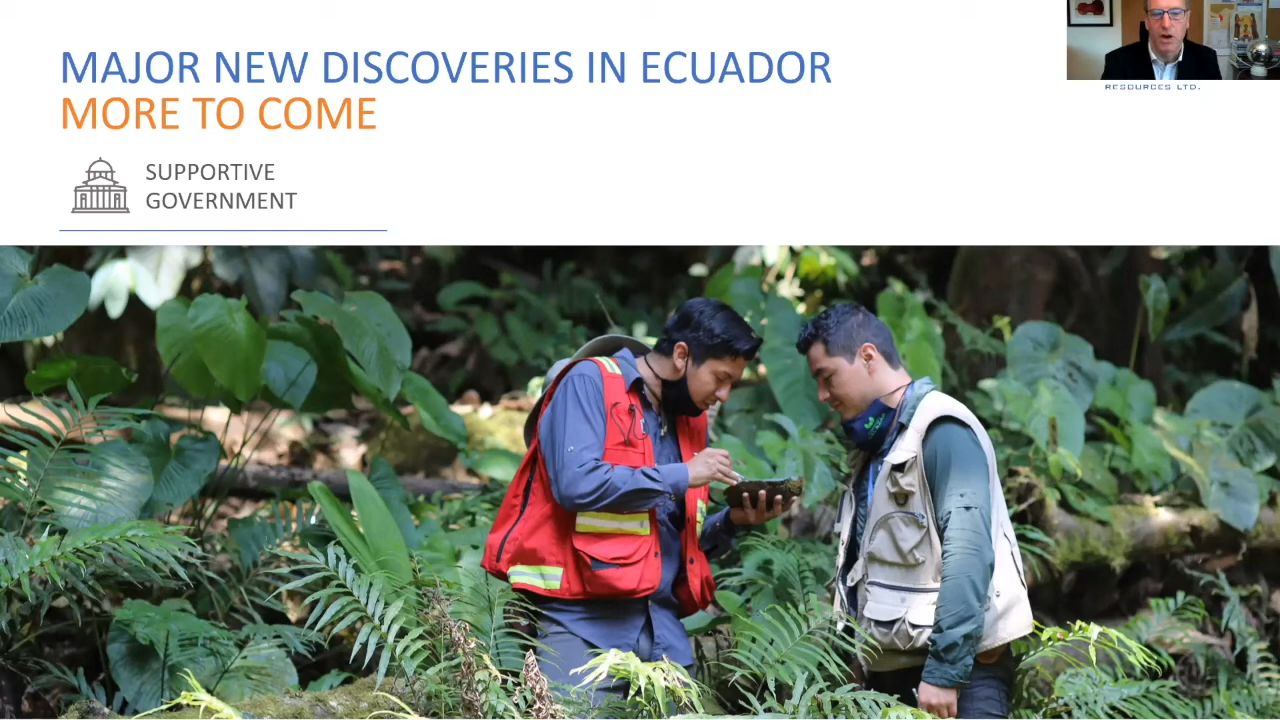 MAJOR NEW DISCOVERIES IN ECUADOR
MORE TO COME
SUPPORTIVE
GOVERNMENT
RESOURCES LTD.